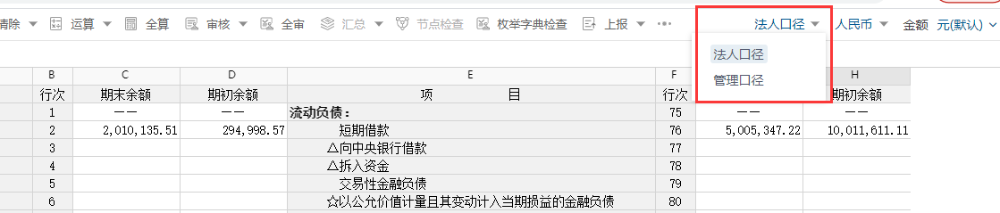 清除 运算 全算 审核 全审 汇总 节点检查 枚举字典检查 上报 ··· 法人口径 人民币 金额 元(默认)
法人口径
管理口径
B C D E F H
行次 期末余额 期初余额 项 目 行次 期初余额
1 —— —— 流动负债： 75 —— ——
2 2,010,135.51 294,998.57 短期借款 76 5,005,347.22 10,011,611.11
3 △向中央银行借款 77
4 △拆入资金 78
5 交易性金融负债 79
6 ☆以公允价值计量且其变动计入当期损益的金融负债 80